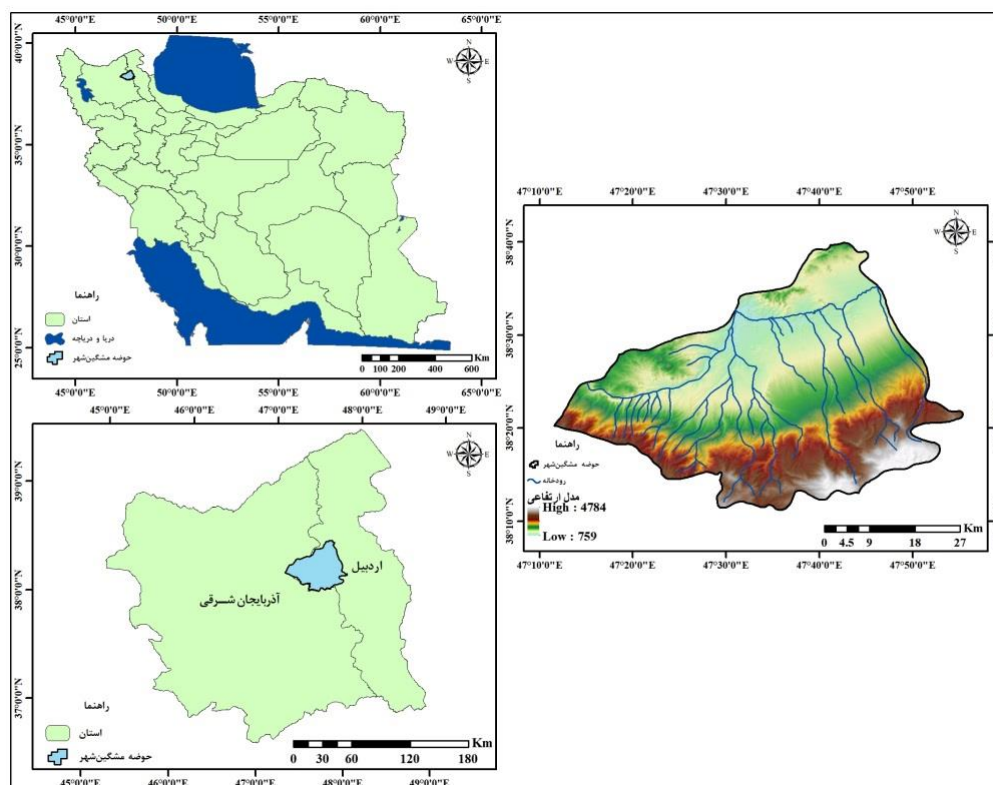 45°0'0"E 50°0'0"E 55°0'0"E 60°0'0"E 65°0'0"E
40°0'0"N
35°0'0"N
30°0'0"N
25°0'0"N
N
W E
S
راهنما
استان
دریا و دریاچه
حوضه مشگین‌شهر
Km
0 100 200 400 600
45°0'0"E 50°0'0"E 55°0'0"E 60°0'0"E 65°0'0"E
45°0'0"E 46°0'0"E 47°0'0"E 48°0'0"E 49°0'0"E
39°0'0"N
38°0'0"N
37°0'0"N
N
W E
S
اردبیل
آذربایجان شرقی
راهنما
استان
حوضه مشگین‌شهر
Km
0 30 60 120 180
45°0'0"E 46°0'0"E 47°0'0"E 48°0'0"E 49°0'0"E
47°10'0"E 47°20'0"E 47°30'0"E 47°40'0"E 47°50'0"E
38°40'0"N
38°30'0"N
38°20'0"N
38°10'0"N
N
W E
S
راهنما
حوضه مشگین‌شهر
رودخانه
مدل ارتفاعی
High : 4784
Low : 759
Km
0 4.5 9 18 27
47°10'0"E 47°20'0"E 47°30'0"E 47°40'0"E 47°50'0"E